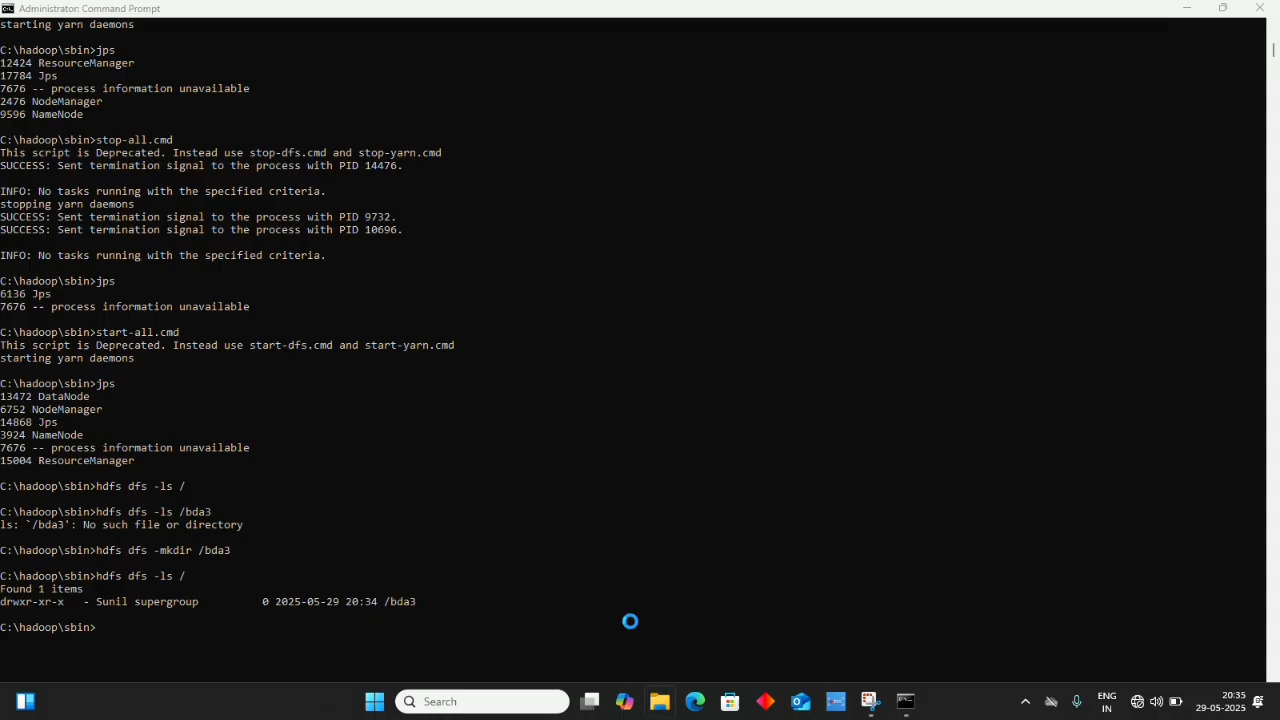 Administrator: Command Prompt
starting yarn daemons
C:\hadoop\sbin>jps
12424 ResourceManager
17784 Jps
7676 -- process information unavailable
2476 NodeManager
9596 NameNode
C:\hadoop\sbin>stop-all.cmd
This script is Deprecated. Instead use stop-dfs.cmd and stop-yarn.cmd
SUCCESS: Sent termination signal to the process with PID 14476.
INFO: No tasks running with the specified criteria.
stopping yarn daemons
SUCCESS: Sent termination signal to the process with PID 9732.
SUCCESS: Sent termination signal to the process with PID 10696.
INFO: No tasks running with the specified criteria.
C:\hadoop\sbin>jps
6136 Jps
7676 -- process information unavailable
C:\hadoop\sbin>start-all.cmd
This script is Deprecated. Instead use start-dfs.cmd and start-yarn.cmd
starting yarn daemons
C:\hadoop\sbin>jps
13472 DataNode
6752 NodeManager
14868 Jps
3924 NameNode
7676 -- process information unavailable
15004 ResourceManager
C:\hadoop\sbin>hdfs dfs -ls /
C:\hadoop\sbin>hdfs dfs -ls /bda3
ls: `/bda3': No such file or directory
C:\hadoop\sbin>hdfs dfs -mkdir /bda3
C:\hadoop\sbin>hdfs dfs -ls /
Found 1 items
drwxr-xr-x   - Sunil supergroup          0 2025-05-29 20:34 /bda3
C:\hadoop\sbin>
Search
ENG
IN
20:35
29-05-2025